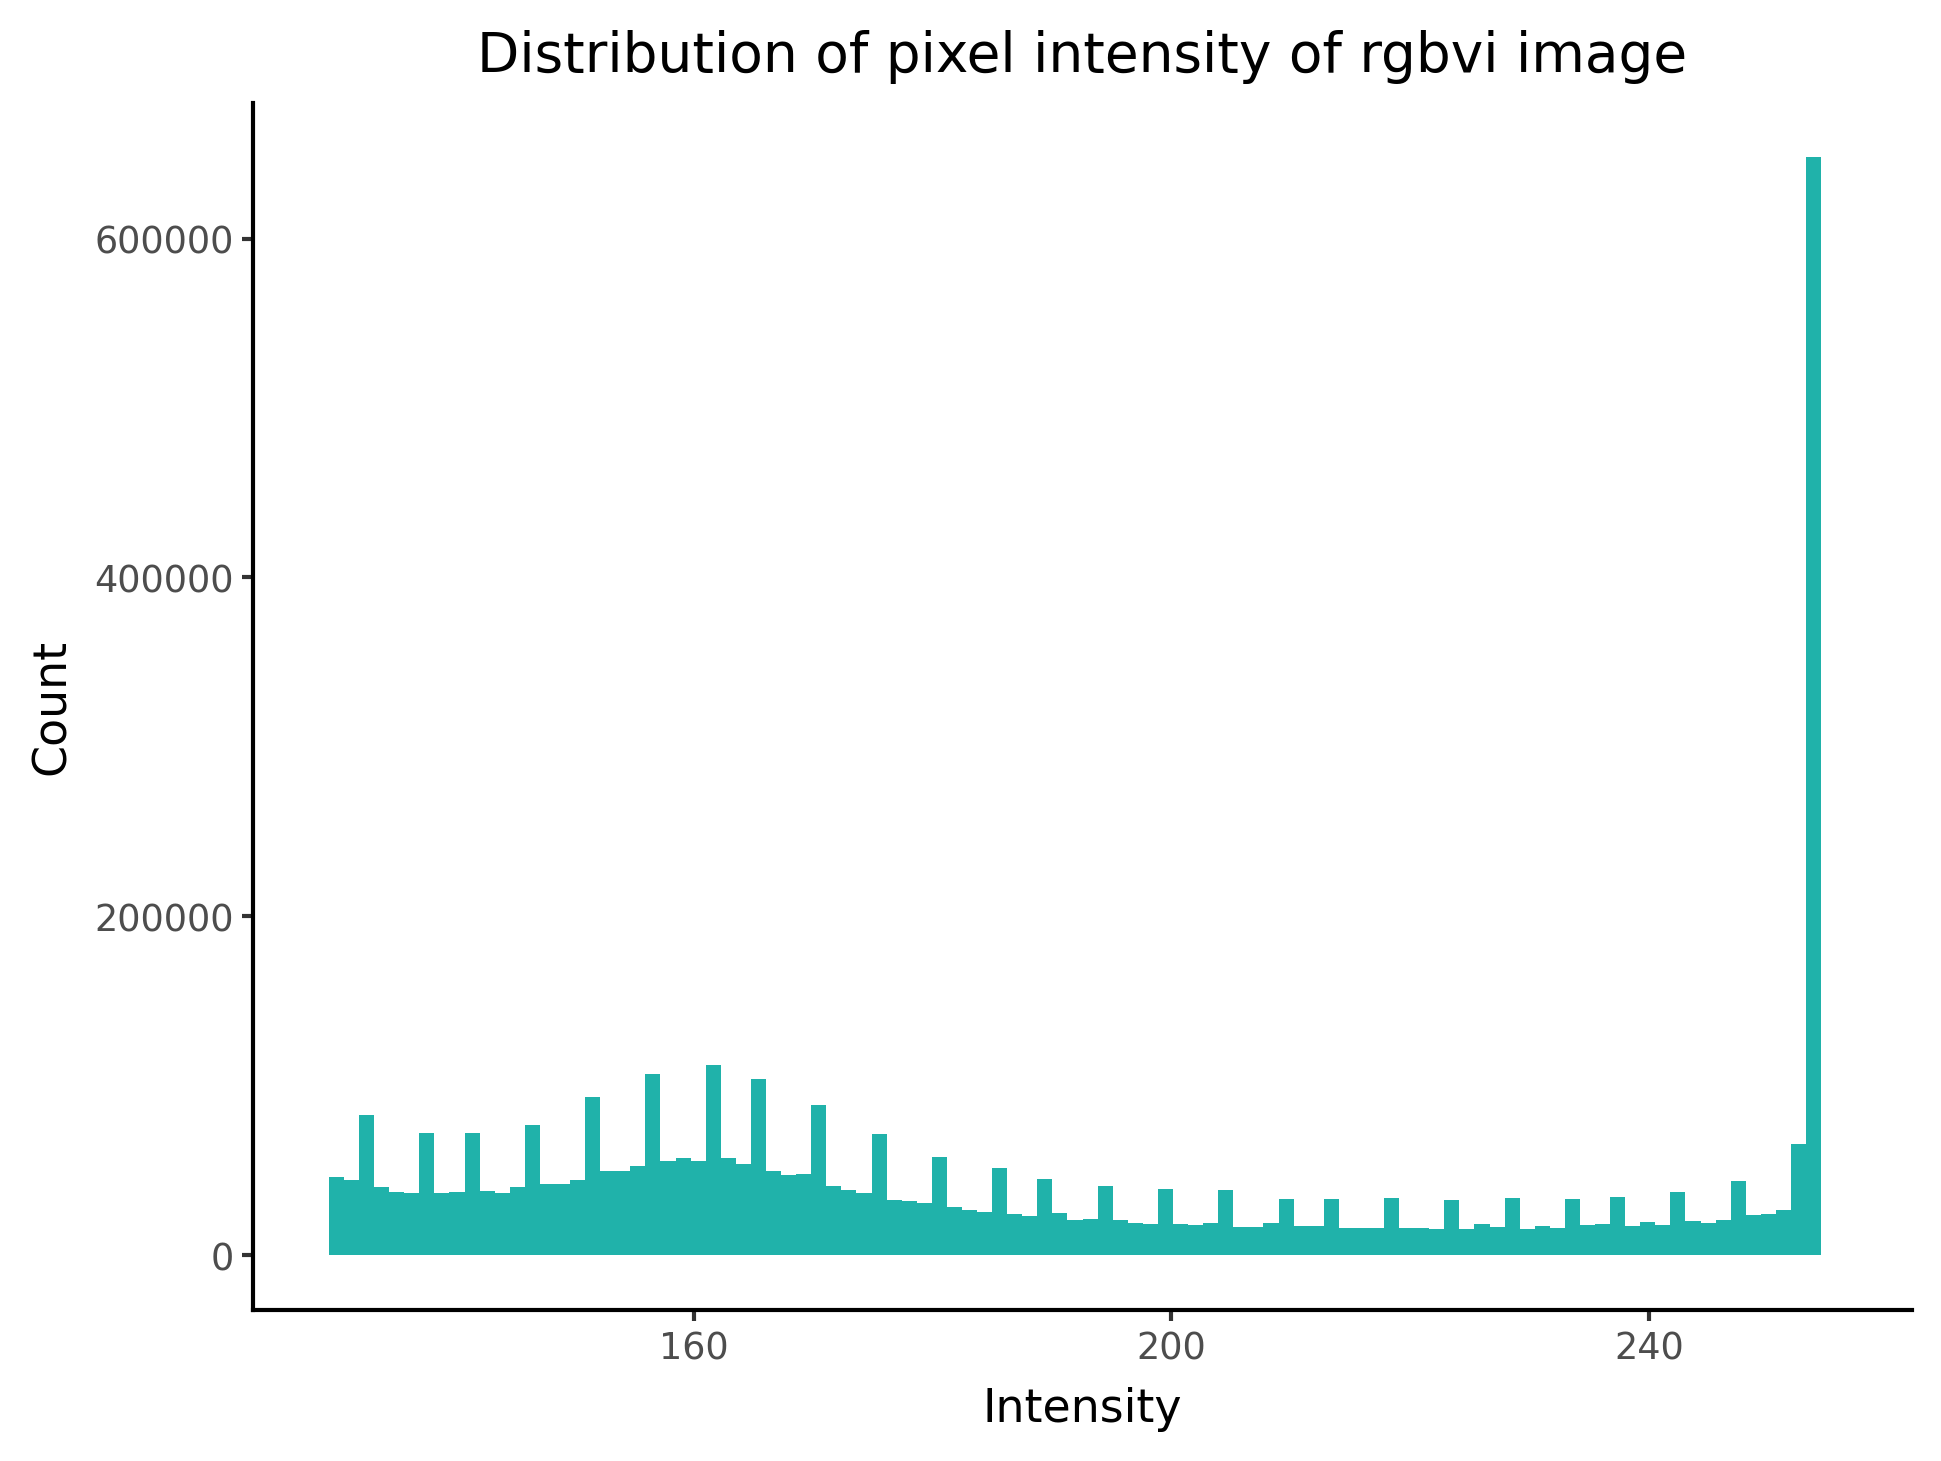 Distribution of pixel intensity of rgbvi image
600000
400000
200000
0
Count
160 200 240
Intensity